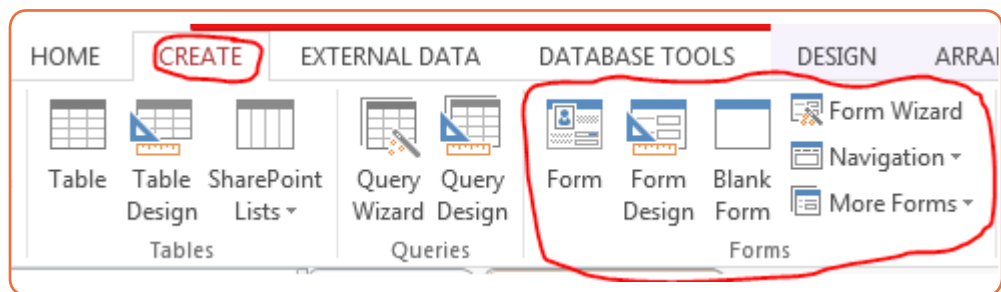 HOME CREATE EXTERNAL DATA DATABASE TOOLS DESIGN ARRA
Table Table Design SharePoint Lists
Query Wizard Query Design
Form Form Design Blank Form
Form Wizard
Navigation
More Forms
Tables Queries Forms